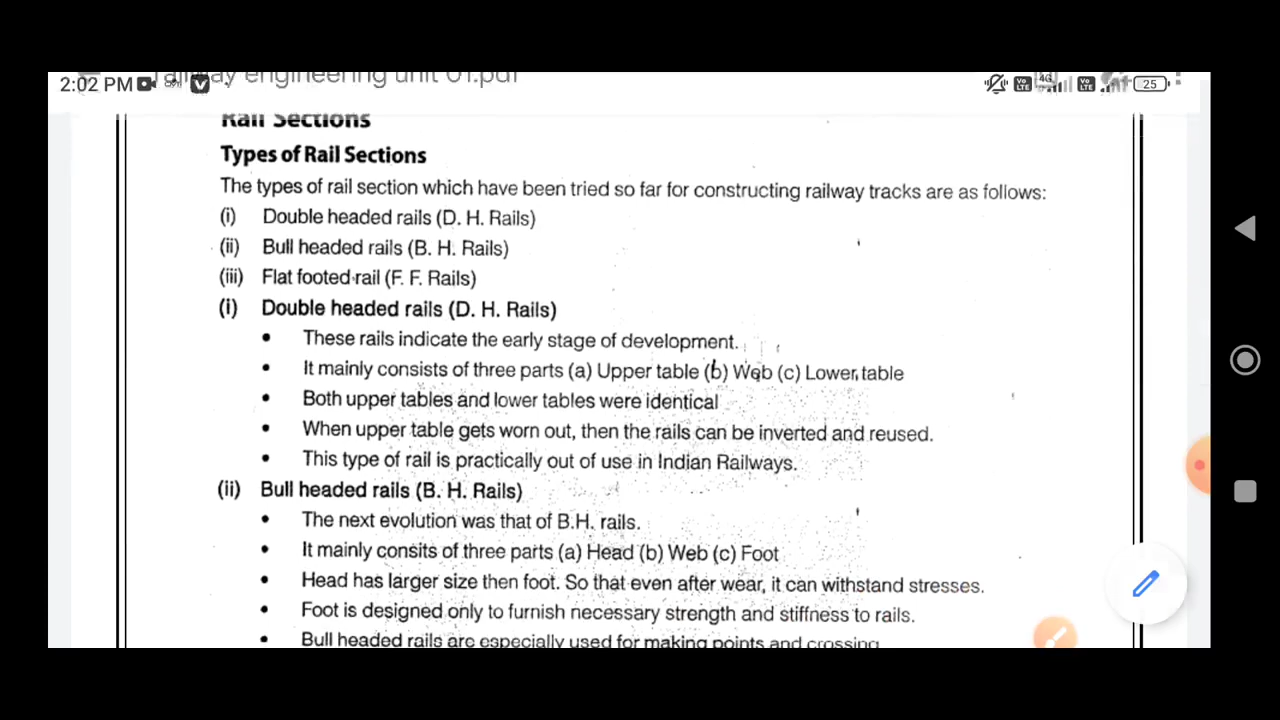 railway engineering unit 01.pdf
2:02 PM
4G
Vo LTE
Vo LTE
25
Rail Sections
Types of Rail Sections
The types of rail section which have been tried so far for constructing railway tracks are as follows:
(i) Double headed rails (D. H. Rails)
(ii) Bull headed rails (B. H. Rails)
(iii) Flat footed rail (F. F. Rails)
(i) Double headed rails (D. H. Rails)
• These rails indicate the early stage of development.
• It mainly consists of three parts (a) Upper table (b) Web (c) Lower table
• Both upper tables and lower tables were identical
• When upper table gets worn out, then the rails can be inverted and reused.
• This type of rail is practically out of use in Indian Railways.
(ii) Bull headed rails (B. H. Rails)
• The next evolution was that of B.H. rails.
• It mainly consits of three parts (a) Head (b) Web (c) Foot
• Head has larger size then foot. So that even after wear, it can withstand stresses.
• Foot is designed only to furnish necessary strength and stiffness to rails.
• Bull headed rails are especially used for making points and crossing